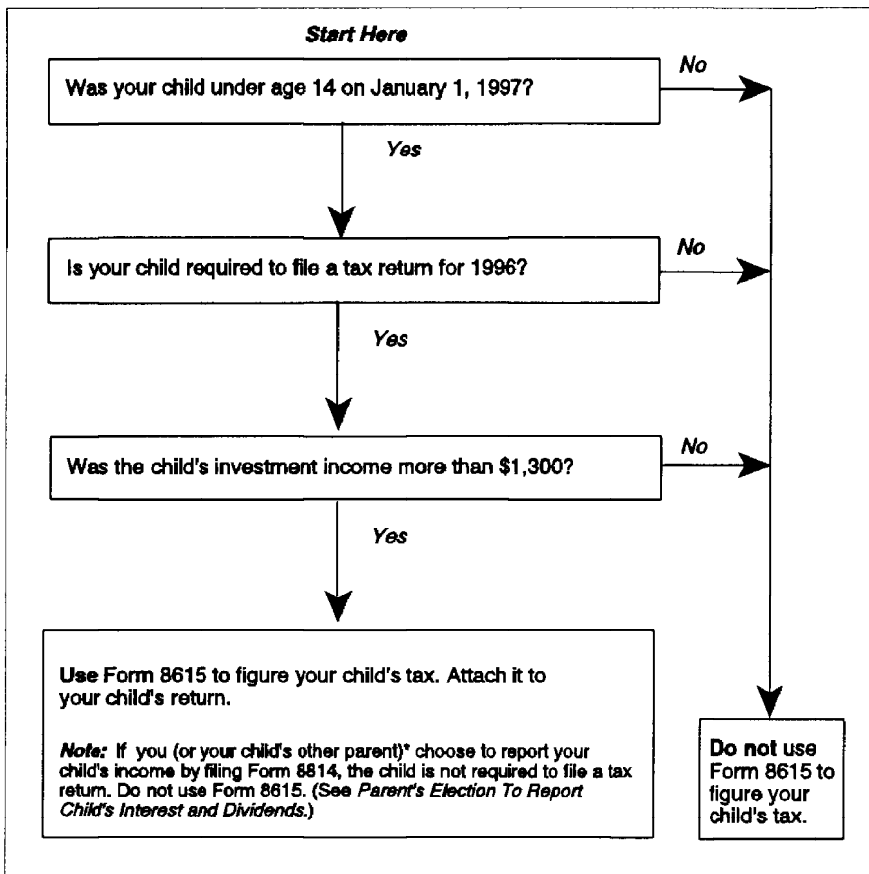 Start Here
Was your child under age 14 on January 1, 1997?
No
Yes
Is your child required to file a tax return for 1996?
No
Yes
Was the child's investment income more than $1,300?
No
Yes
Use Form 8615 to figure your child's tax. Attach it to
your child's return.
Note: If you (or your child's other parent)* choose to report your
child's income by filing Form 8814, the child is not required to file a tax
return. Do not use Form 8615. (See Parent's Election To Report
Child's Interest and Dividends.)
Do not use
Form 8615 to
figure your
child's tax.